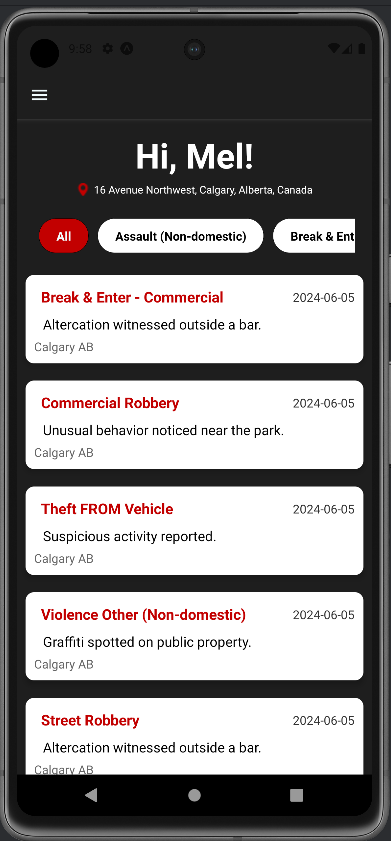 9:58
Hi, Mel!
16 Avenue Northwest, Calgary, Alberta, Canada
All Assault (Non-domestic) Break & Ent
Break & Enter - Commercial 2024-06-05
Altercation witnessed outside a bar.
Calgary AB
Commercial Robbery 2024-06-05
Unusual behavior noticed near the park.
Calgary AB
Theft FROM Vehicle 2024-06-05
Suspicious activity reported.
Calgary AB
Violence Other (Non-domestic) 2024-06-05
Graffiti spotted on public property.
Calgary AB
Street Robbery 2024-06-05
Altercation witnessed outside a bar.
Calgary AB